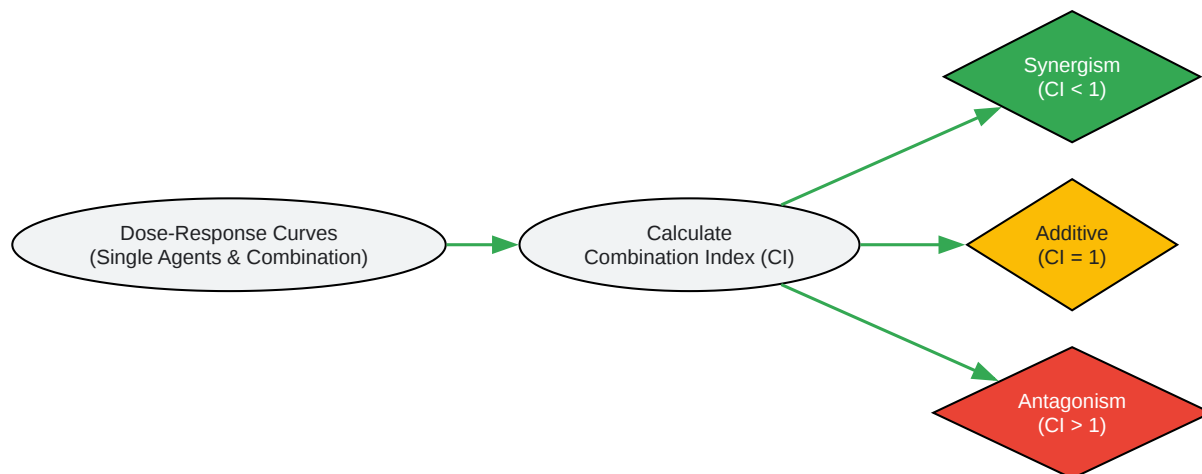 Dose-Response Curves
(Single Agents & Combination)
Calculate
Combination Index (CI)
Synergism
(CI < 1)
Additive
(CI = 1)
Antagonism
(CI > 1)